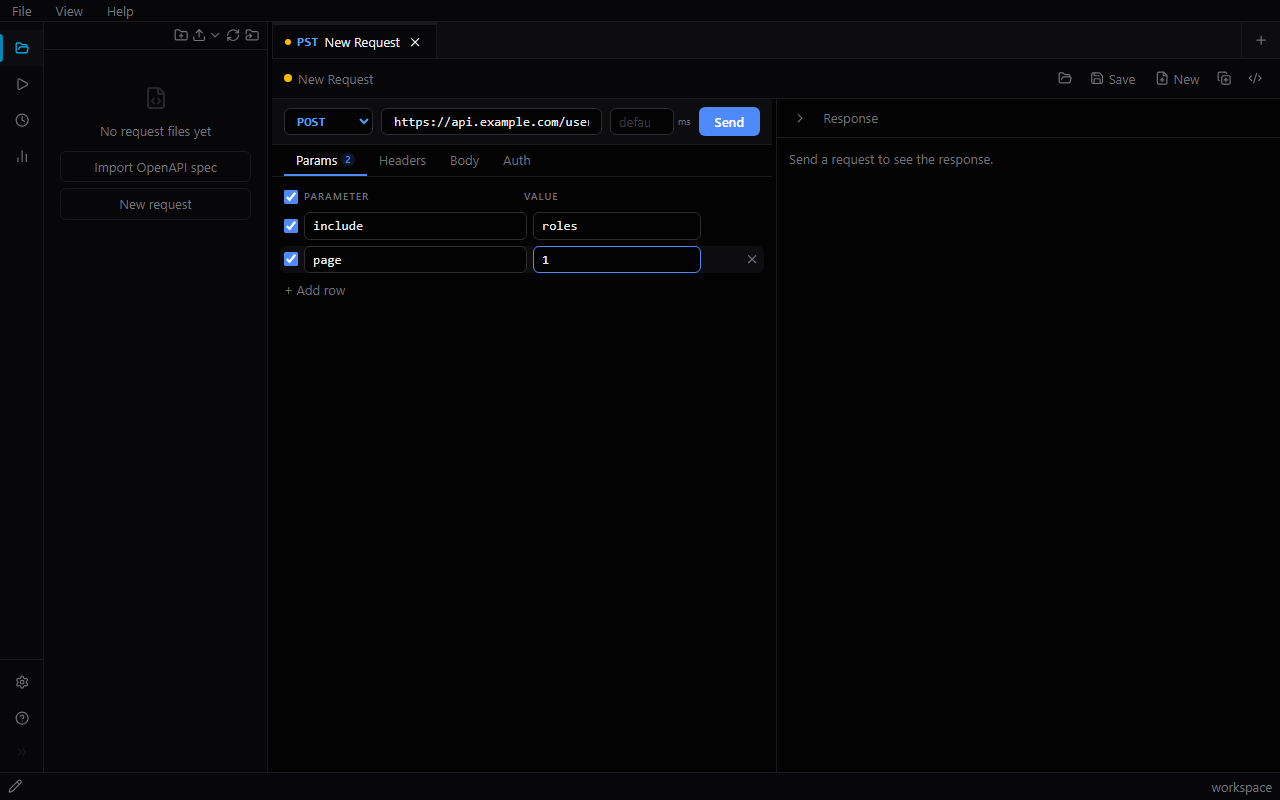 File View Help
PST New Request
New Request
Save New
No request files yet
Import OpenAPI spec
New request
POST https://api.example.com/user defau ms Send
Params 2 Headers Body Auth
PARAMETER VALUE
include roles
page 1
+ Add row
Response
Send a request to see the response.
workspace